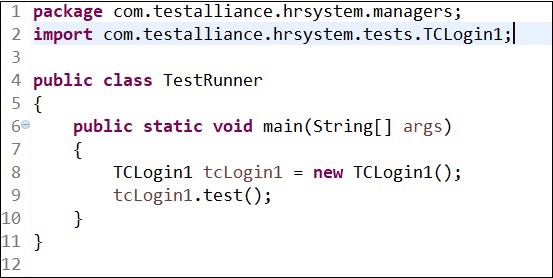 1 package com.testalliance.hrsystem.managers;
2 import com.testalliance.hrsystem.tests.TCLogin1;
3
4 public class TestRunner
5 {
6     public static void main(String[] args)
7     {
8         TCLogin1 tcLogin1 = new TCLogin1();
9         tcLogin1.test();
10     }
11 }
12